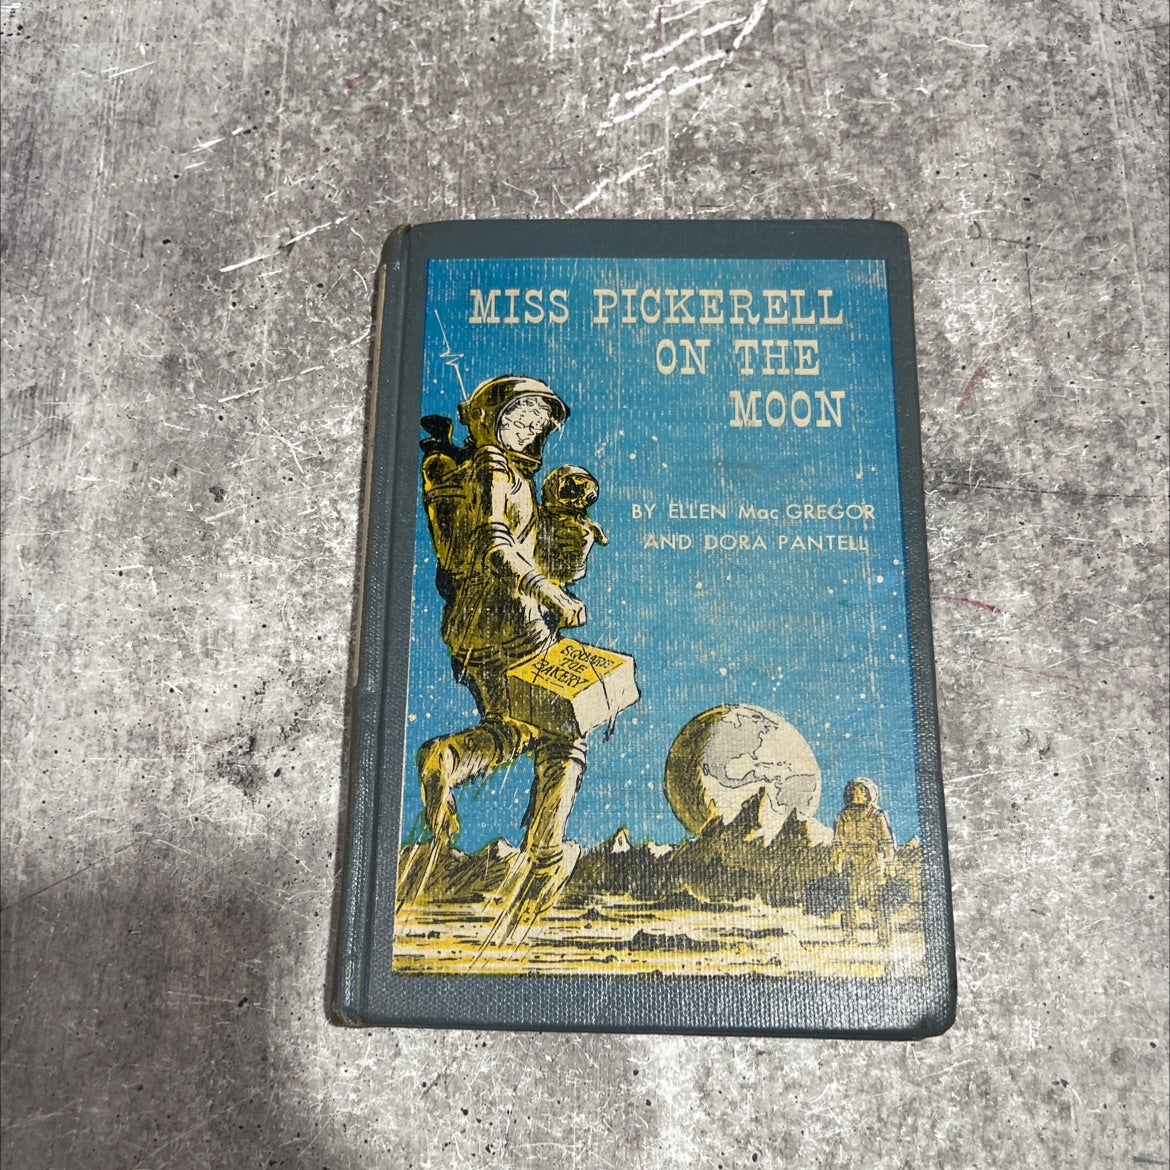 MISS PICKERELL
ON THE
MOON
BY ELLEN Mac GREGOR
AND DORA PANTELL
SQUARE
THE
BAKERY